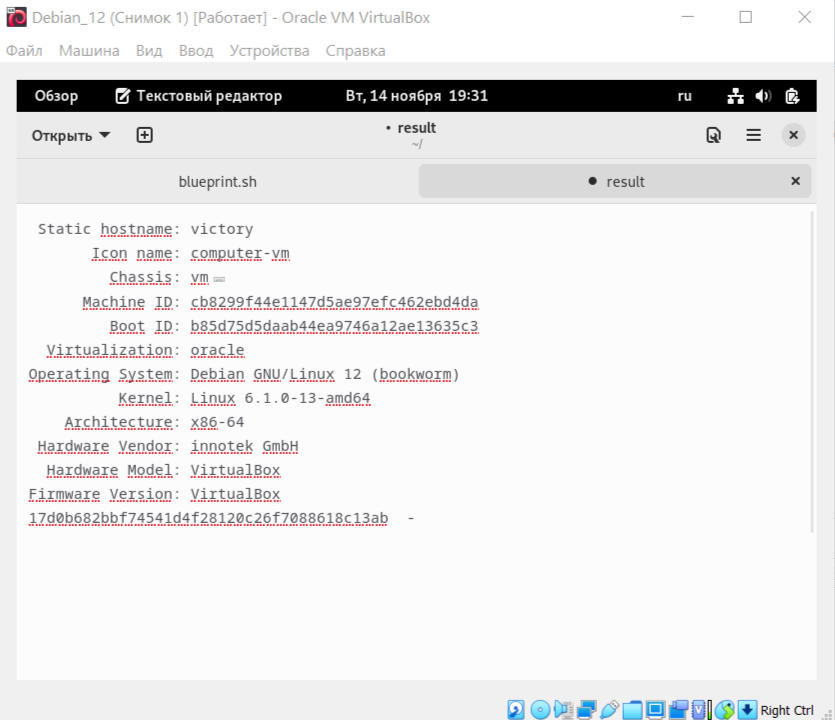 Debian_12 (Снимок 1) [Работает] - Oracle VM VirtualBox
Файл Машина Вид Ввод Устройства Справка
Обзор Текстовый редактор Вт, 14 ноября 19:31 ru
Открыть • result
~/
blueprint.sh • result
Static hostname: victory
Icon name: computer-vm
Chassis: vm
Machine ID: cb8299f44e1147d5ae97efc462ebd4da
Boot ID: b85d75d5daab44ea9746a12ae13635c3
Virtualization: oracle
Operating System: Debian GNU/Linux 12 (bookworm)
Kernel: Linux 6.1.0-13-amd64
Architecture: x86-64
Hardware Vendor: innotek GmbH
Hardware Model: VirtualBox
Firmware Version: VirtualBox
17d0b682bbf74541d4f28120c26f7088618c13ab -
Right Ctrl